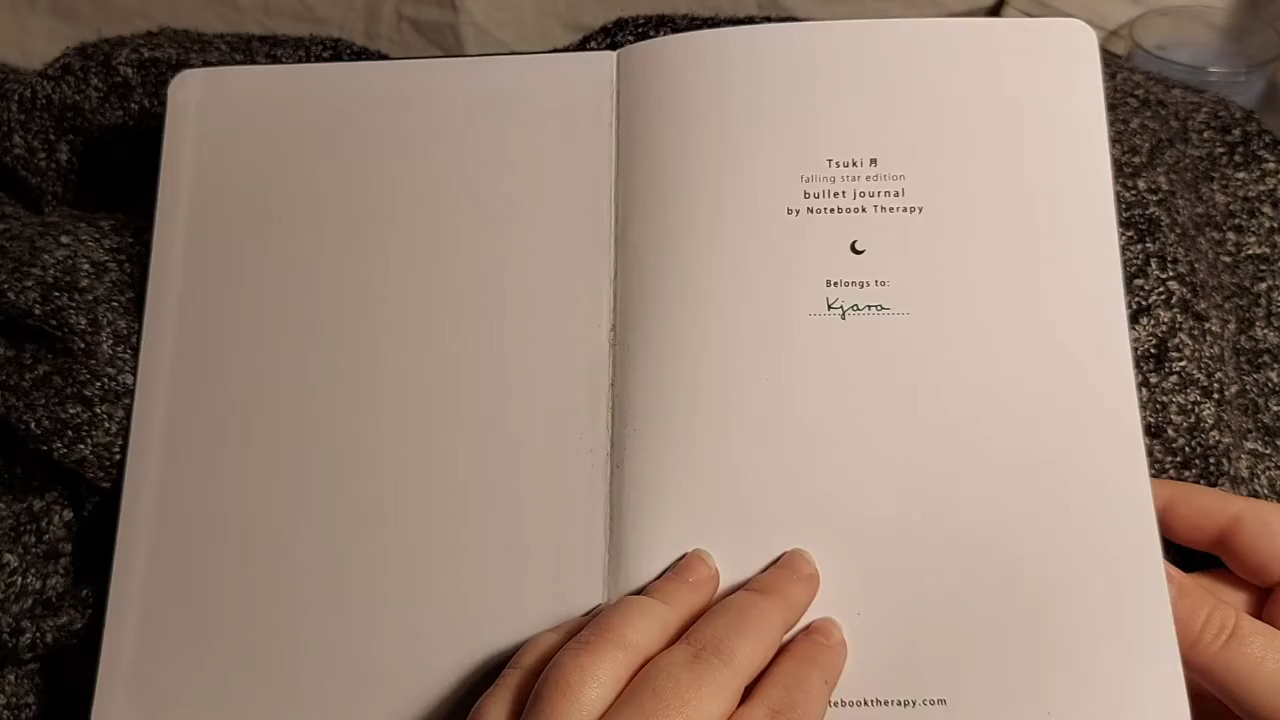 Tsuki 月
falling star edition
bullet journal
by Notebook Therapy
Belongs to:
Kjara
tebooktherapy.com